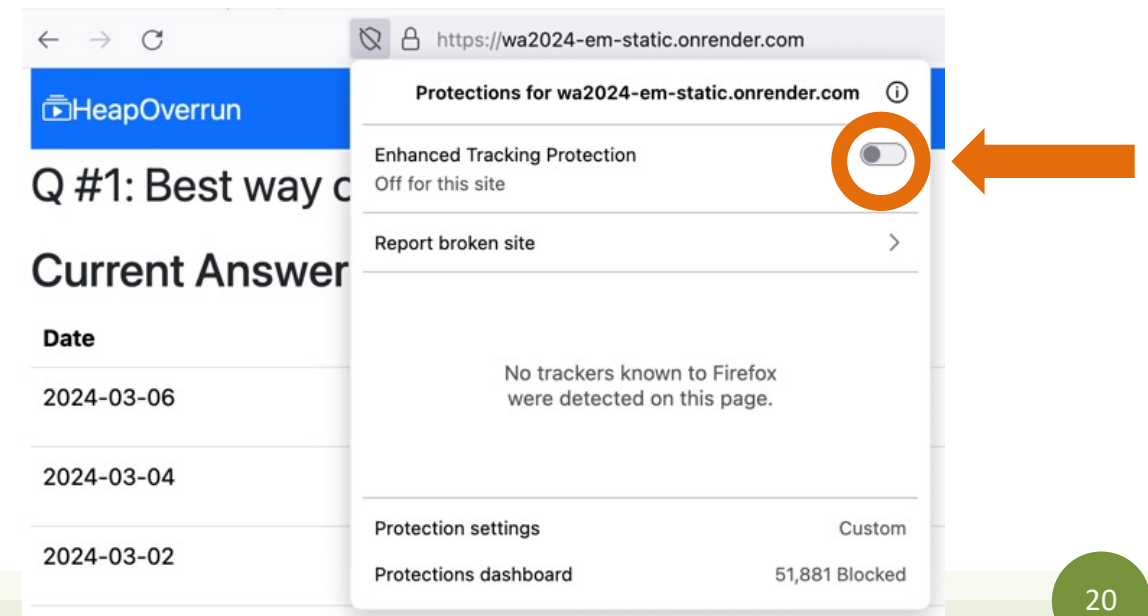 https://wa2024-em-static.onrender.com
HeapOverrun
Protections for wa2024-em-static.onrender.com
Enhanced Tracking Protection
Off for this site
Q #1: Best way o
Report broken site
Current Answer
Date
No trackers known to Firefox
were detected on this page.
2024-03-06
2024-03-04
Protection settings Custom
2024-03-02
Protections dashboard 51,881 Blocked
20